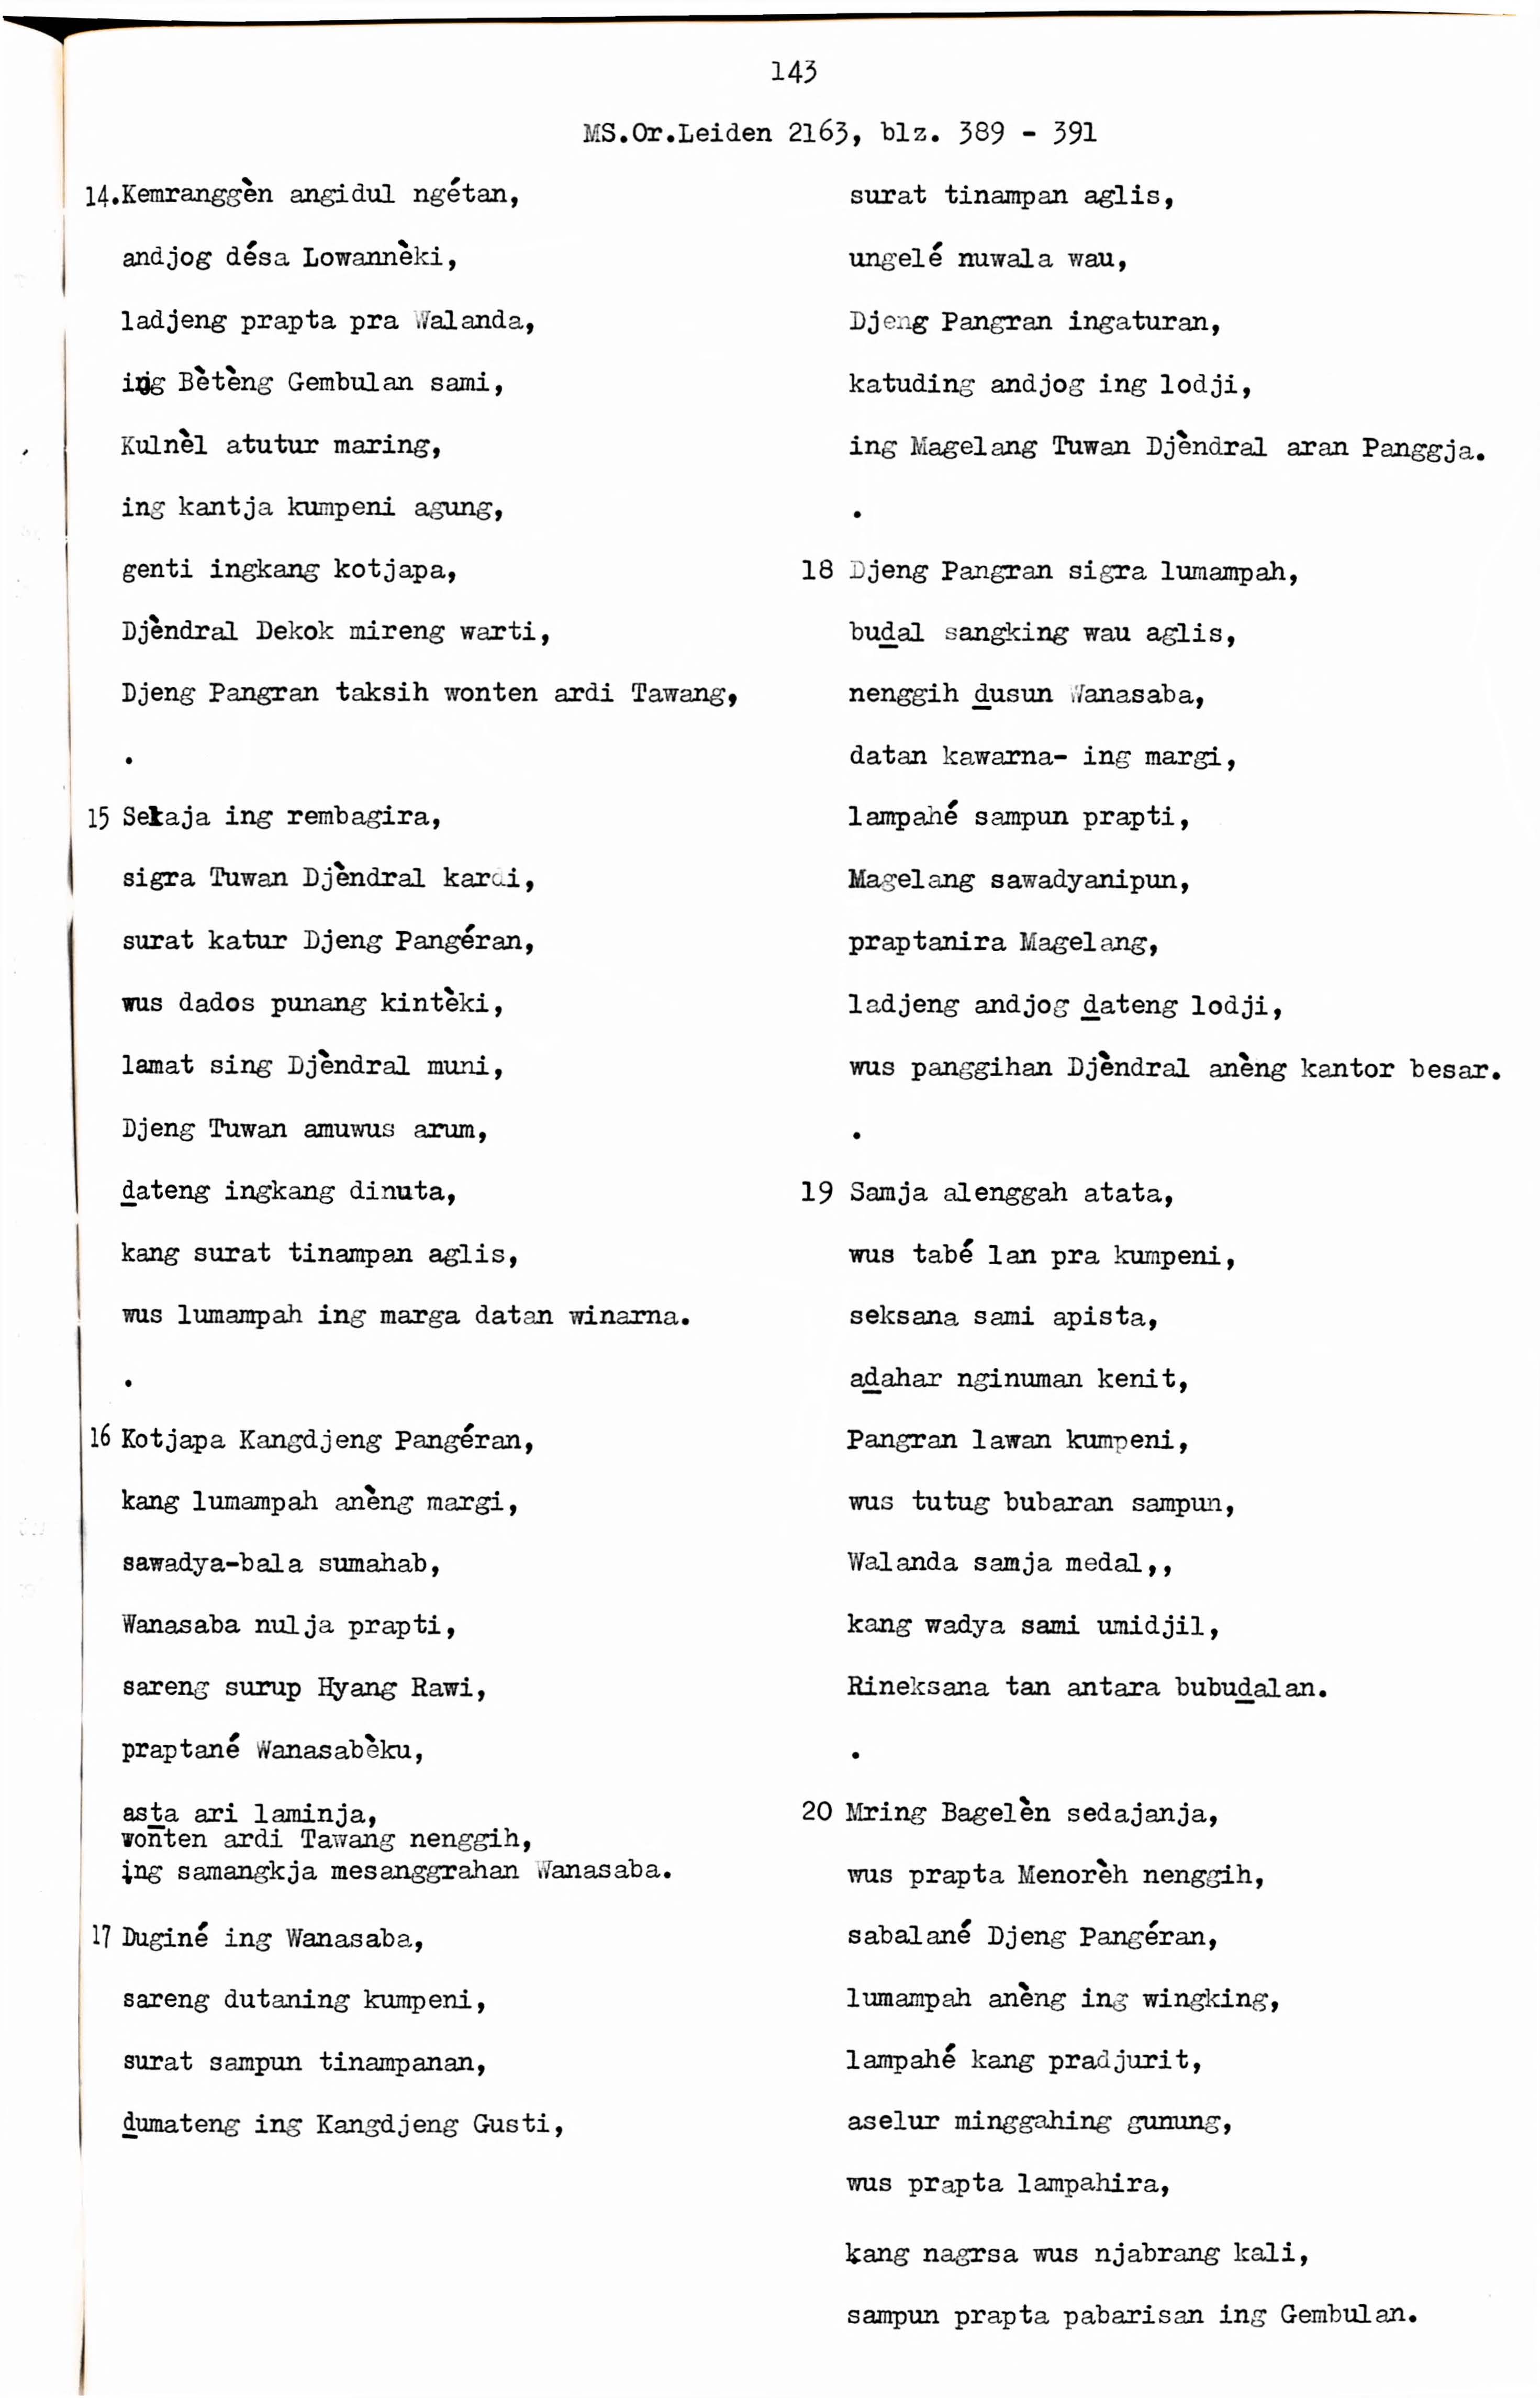 143
MS.Or.Leiden 2163, blz. 389 - 391
14.Kemranggèn angidul ngétan,
andjog désa Lowannèki,
ladjeng prapta pra Walanda,
ing Bètèng Gembulan sami,
Kulnèl atutur maring,
ing kantja kumpeni agung,
genti ingkang kotjapa,
Djèndral Dekok mireng warti,
Djeng Pangran taksih wonten ardi Tawang,
.
15 Sekaja ing rembagira,
sigra Tuwan Djèndral kardi,
surat katur Djeng Pangéran,
wus dados punang kintèki,
lamat sing Djèndral muni,
Djeng Tuwan amuwus arum,
ḏateng ingkang dinuta,
kang surat tinampan aglis,
wus lumampah ing marga datan winarna.
.
16 Kotjapa Kangdjeng Pangéran,
kang lumampah anèng margi,
sawadya-bala sumahab,
Wanasaba nulja prapti,
sareng surup Hyang Rawi,
praptané Wanasabèku,
asṯa ari laminja,
wonten ardi Tawang nenggih,
ing samangkja mesanggrahan Wanasaba.
17 Duginé ing Wanasaba,
sareng dutaning kumpeni,
surat sampun tinampanan,
ḏumateng ing Kangdjeng Gusti,
surat tinampan aglis,
ungelé nuwala wau,
Djeng Pangran ingaturan,
katuding andjog ing lodji,
ing Magelang Tuwan Djèndral aran Panggja.
.
18 Djeng Pangran sigra lumampah,
buḏal sangking wau aglis,
nenggih ḏusun Wanasaba,
datan kawarna- ing margi,
lampahé sampun prapti,
Magelang sawadyanipun,
praptanira Magelang,
ladjeng andjog ḏateng lodji,
wus panggihan Djèndral anèng kantor besar.
.
19 Samja alenggah atata,
wus tabé lan pra kumpeni,
seksana sami apista,
aḏahar nginuman kenit,
Pangran lawan kumpeni,
wus tutug bubaran sampun,
Walanda samja medal,,
kang wadya sami umidjil,
Rineksana tan antara bubuḏalan.
.
20 Mring Bagelèn sedajanja,
wus prapta Menorèh nenggih,
sabalané Djeng Pangéran,
lumampah anèng ing wingking,
lampahé kang pradjurit,
aselur minggahing gunung,
wus prapta lampahira,
kang nagrsa wus njabrang kali,
sampun prapta pabarisan ing Gembulan.